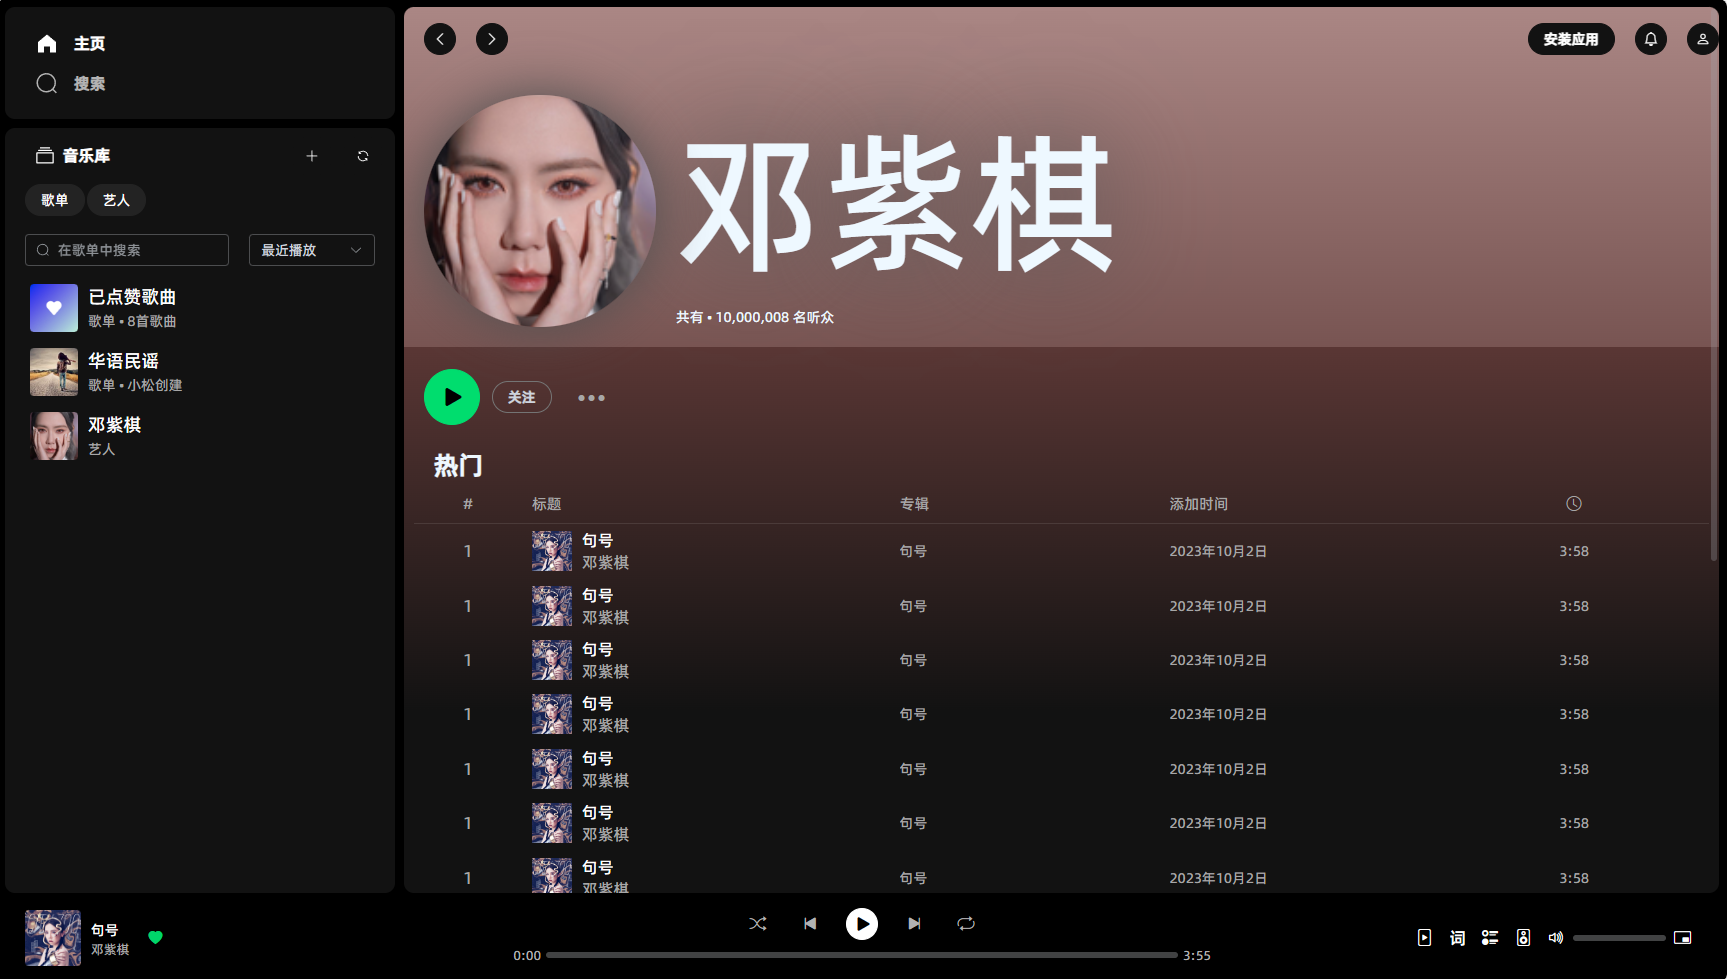 主页
搜索
音乐库
歌单 艺人
在歌单中搜索 最近播放
已点赞歌曲
歌单 • 8首歌曲
华语民谣
歌单 • 小松创建
邓紫棋
艺人
安装应用
邓紫棋
共有 • 10,000,008 名听众
关注
热门
# 标题 专辑 添加时间
1 句号 句号 2023年10月2日 3:58
邓紫棋
1 句号 句号 2023年10月2日 3:58
邓紫棋
1 句号 句号 2023年10月2日 3:58
邓紫棋
1 句号 句号 2023年10月2日 3:58
邓紫棋
1 句号 句号 2023年10月2日 3:58
邓紫棋
1 句号 句号 2023年10月2日 3:58
邓紫棋
1 句号 句号 2023年10月2日 3:58
邓紫棋
句号
邓紫棋
0:00 3:55
词